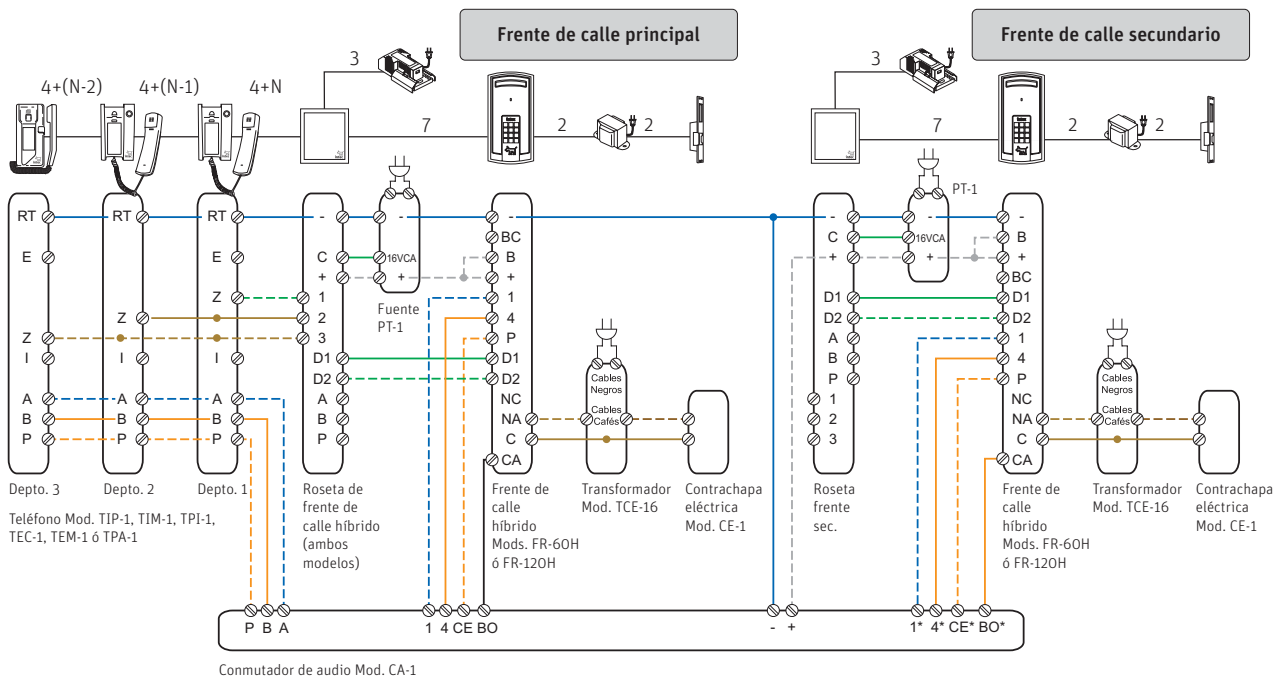 Frente de calle principal
Frente de calle secundario
4+(N-2)
4+(N-1)
4+N
3
7
2
2
3
7
2
2
PT-1
RT
E
Z
I
A
B
P
RT
Z
I
A
B
P
RT
E
Z
I
A
B
P
-
C
+
1
2
3
D1
D2
A
B
P
-
16VCA
+
Fuente
PT-1
-
BC
B
+
1
4
P
D1
D2
NC
NA
C
CA
Cables
Negros
Cables
Cafés
-
C
+
D1
D2
A
B
P
1
2
3
-
16VCA
+
-
B
+
BC
D1
D2
1
4
P
NC
NA
C
CA
Cables
Negros
Cables
Cafés
Depto. 3
Depto. 2
Depto. 1
Teléfono Mod. TIP-1, TIM-1, TPI-1,
TEC-1, TEM-1 ó TPA-1
Roseta de
frente de
calle híbrido
(ambos
modelos)
Frente de
calle
híbrido
Mods. FR-60H
ó FR-120H
Transformador
Mod. TCE-16
Contrachapa
eléctrica
Mod. CE-1
Roseta
frente
sec.
Frente de
calle
híbrido
Mods. FR-60H
ó FR-120H
Transformador
Mod. TCE-16
Contrachapa
eléctrica
Mod. CE-1
P B A
1 4 CE BO
- +
1* 4* CE* BO*
Conmutador de audio Mod. CA-1